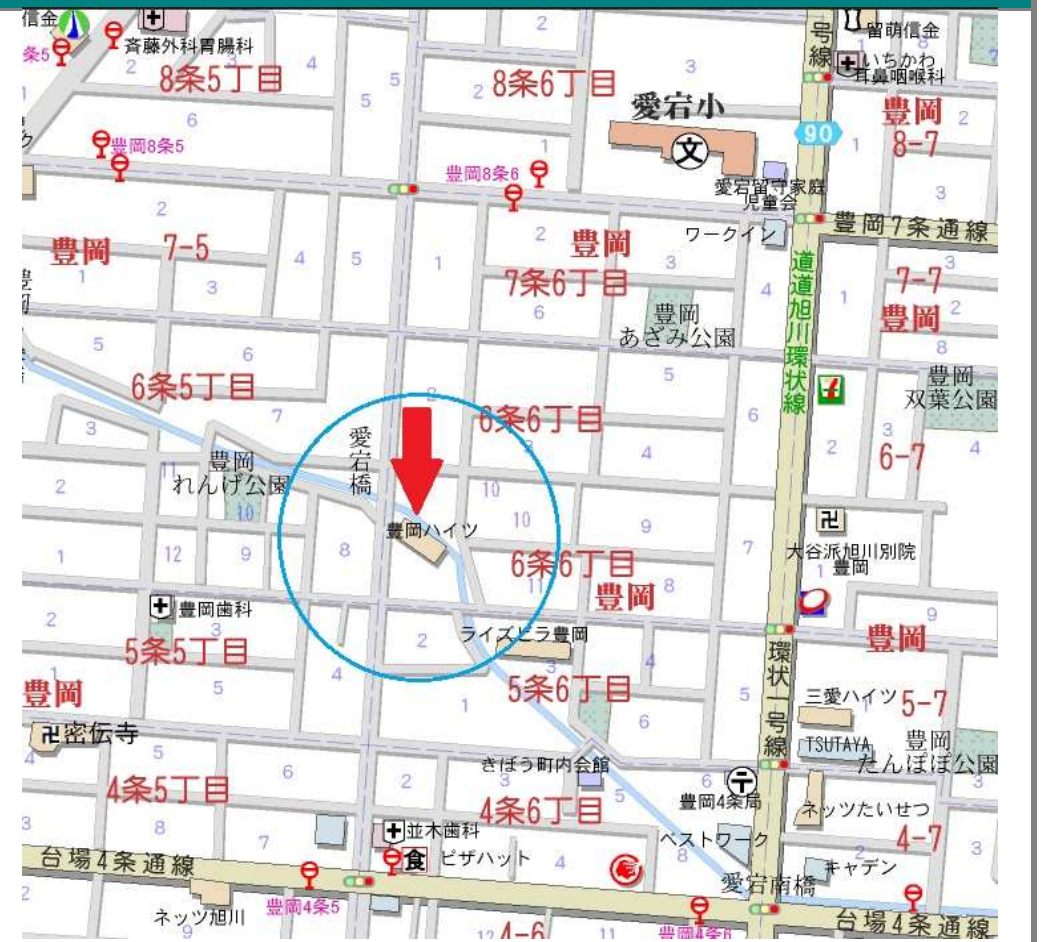 信金
斉藤外科胃腸科
条5
8条5丁目
8条6丁目
愛宕小
文
号線
留萌信金
いちかわ
耳鼻咽喉科
豊岡
8-7
90
豊岡8条5
豊岡8条6
愛宕留守家庭
児童会
ワークイン
豊岡7条通線
豊岡
7-5
豊岡
7条6丁目
道道旭川環状線
7-7
豊岡
豊岡
あざみ公園
6条5丁目
6条6丁目
豊岡
双葉公園
6-7
愛宕橋
豊岡
れんげ公園
豊岡ハイツ
6条6丁目
豊岡
大谷派旭川別院
豊岡
豊岡歯科
5条5丁目
ライズビラ豊岡
豊岡
環状一号線
5条6丁目
豊岡
密伝寺
三愛ハイツ
5-7
TSUTAYA
豊岡
たんぽぽ公園
きぼう町内会館
4条5丁目
4条6丁目
豊岡4条局
ネッツたいせつ
4-7
並木歯科
ベストワーク
食
ピザハット
キャデン
台場4条通線
愛宕南橋
ネッツ旭川
豊岡4条5
4-6
豊岡4条6
台場4条通線